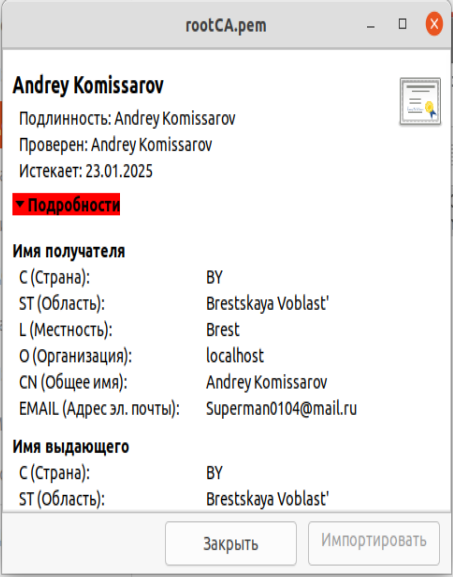 rootCA.pem
Andrey Komissarov
Подлинность: Andrey Komissarov
Проверен: Andrey Komissarov
Истекает: 23.01.2025
Подробности
Имя получателя
C (Страна): BY
ST (Область): Brestskaya Voblast'
L (Местность): Brest
O (Организация): localhost
CN (Общее имя): Andrey Komissarov
EMAIL (Адрес эл. почты): Superman0104@mail.ru
Имя выдающего
C (Страна): BY
ST (Область): Brestskaya Voblast'
Закрыть Импортировать